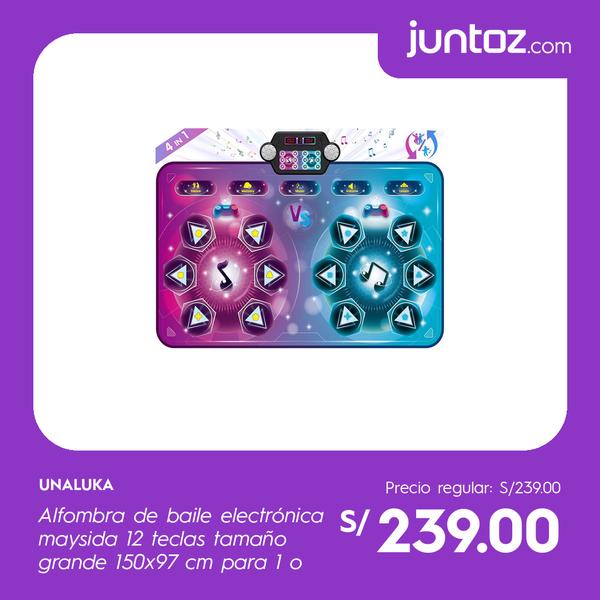 juntoz.com
4 IN 1
VS
UNALUKA
Precio regular: S/239.00
Alfombra de baile electrónica
maysida 12 teclas tamaño
grande 150x97 cm para 1 o
S/ 239.00